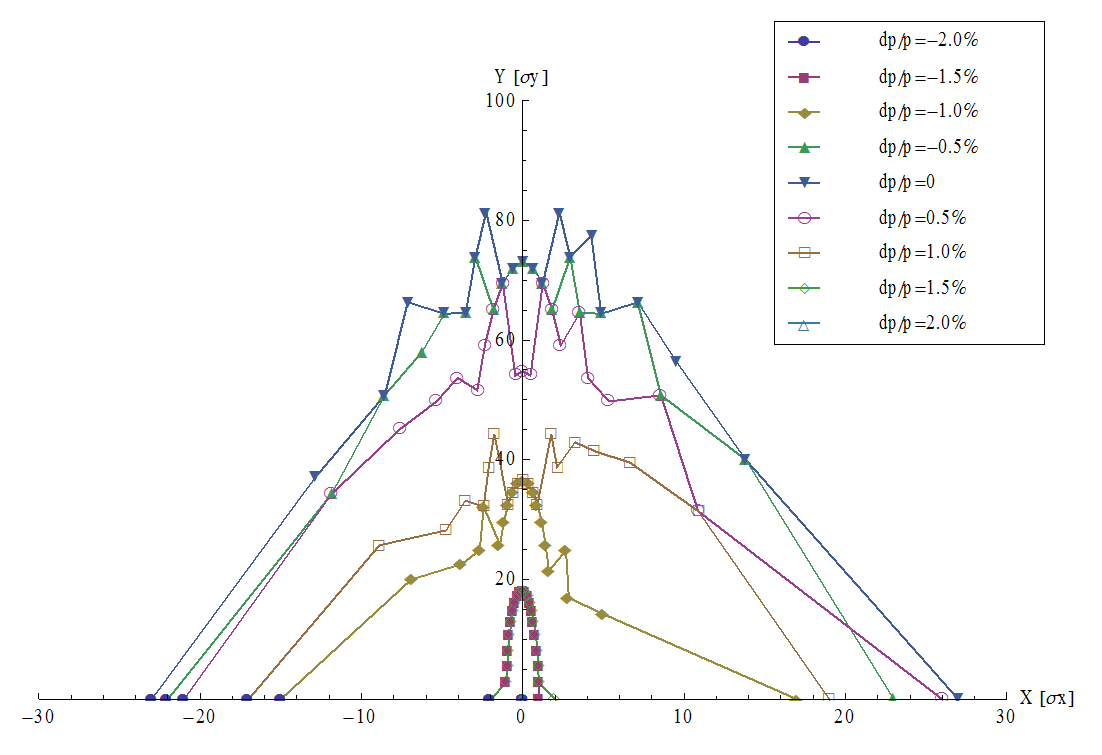 dp/p=−2.0%
dp/p=−1.5%
dp/p=−1.0%
dp/p=−0.5%
dp/p=0
dp/p=0.5%
dp/p=1.0%
dp/p=1.5%
dp/p=2.0%
Y [σy]
100
80
60
40
20
−30 −20 −10 0 10 20 30 X [σx]